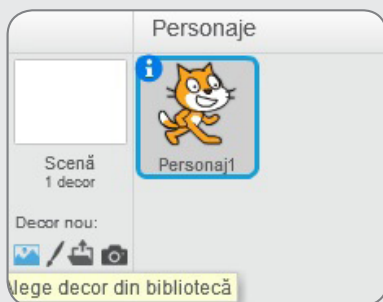 Personaje
Scenă
1 decor
Personaj1
Decor nou:
lege decor din bibliotecă